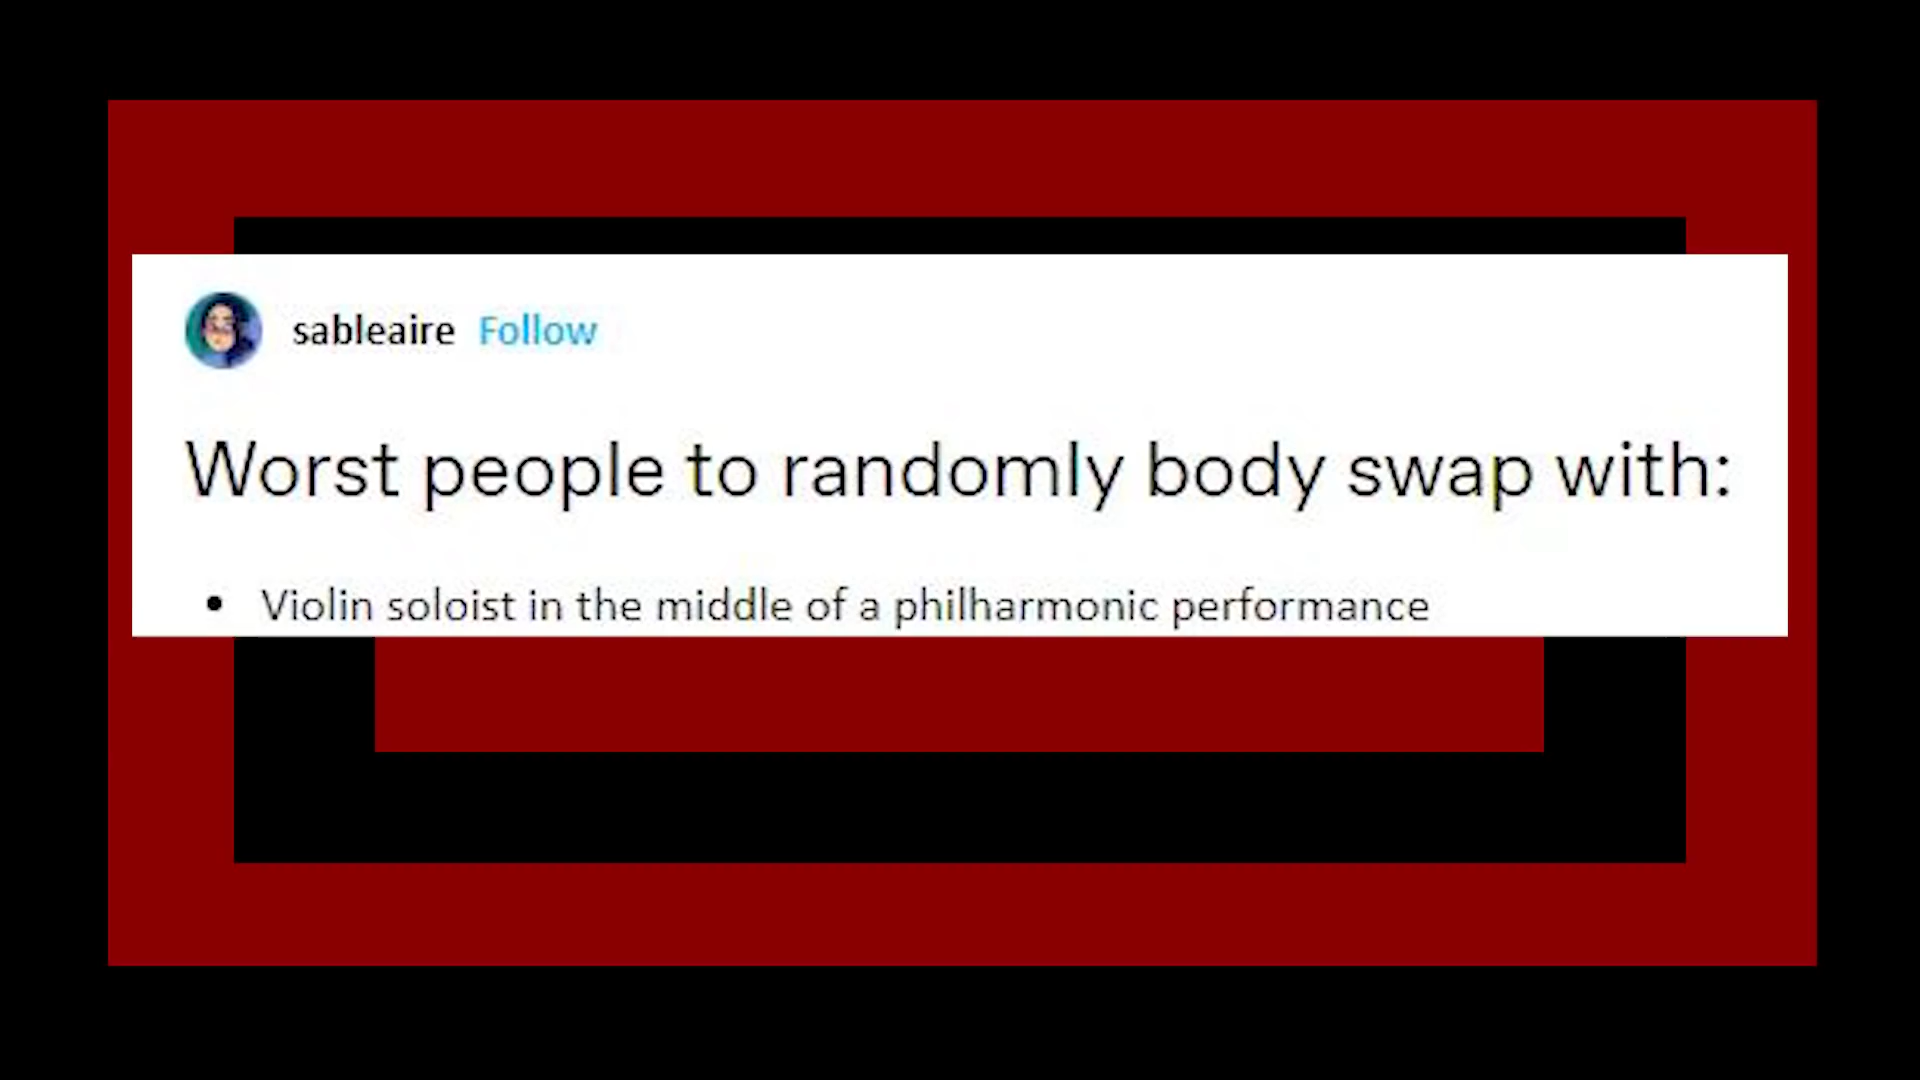 sableaire Follow
Worst people to randomly body swap with:
• Violin soloist in the middle of a philharmonic performance